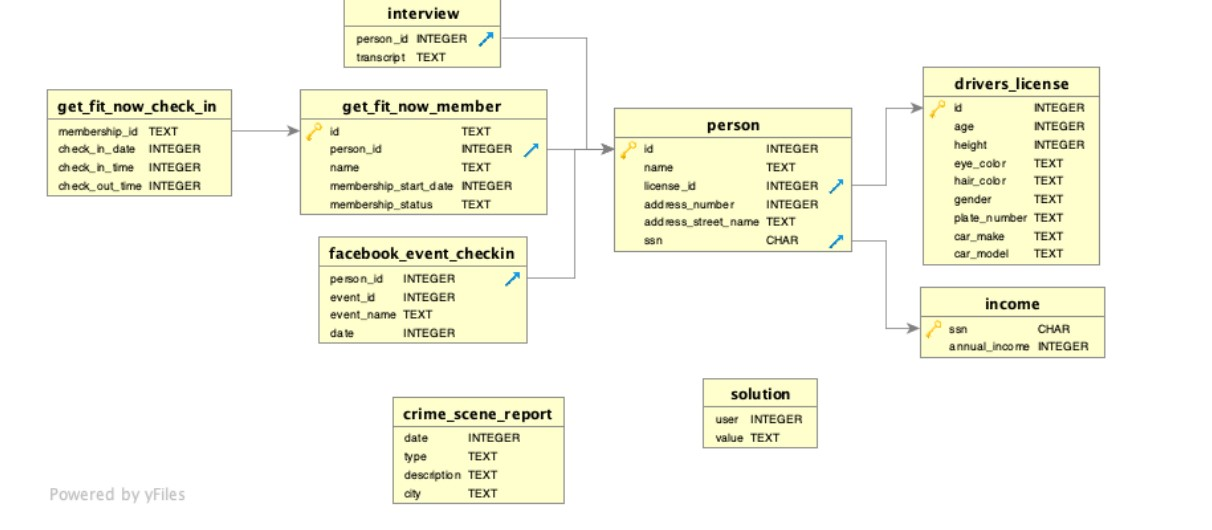 interview
person_id INTEGER
transcript TEXT
get_fit_now_check_in
membership_id TEXT
check_in_date INTEGER
check_in_time INTEGER
check_out_time INTEGER
get_fit_now_member
id TEXT
person_id INTEGER
name TEXT
membership_start_date INTEGER
membership_status TEXT
facebook_event_checkin
person_id INTEGER
event_id INTEGER
event_name TEXT
date INTEGER
person
id INTEGER
name TEXT
license_id INTEGER
address_number INTEGER
address_street_name TEXT
ssn CHAR
drivers_license
id INTEGER
age INTEGER
height INTEGER
eye_color TEXT
hair_color TEXT
gender TEXT
plate_number TEXT
car_make TEXT
car_model TEXT
income
ssn CHAR
annual_income INTEGER
solution
user INTEGER
value TEXT
crime_scene_report
date INTEGER
type TEXT
description TEXT
city TEXT
Powered by yFiles